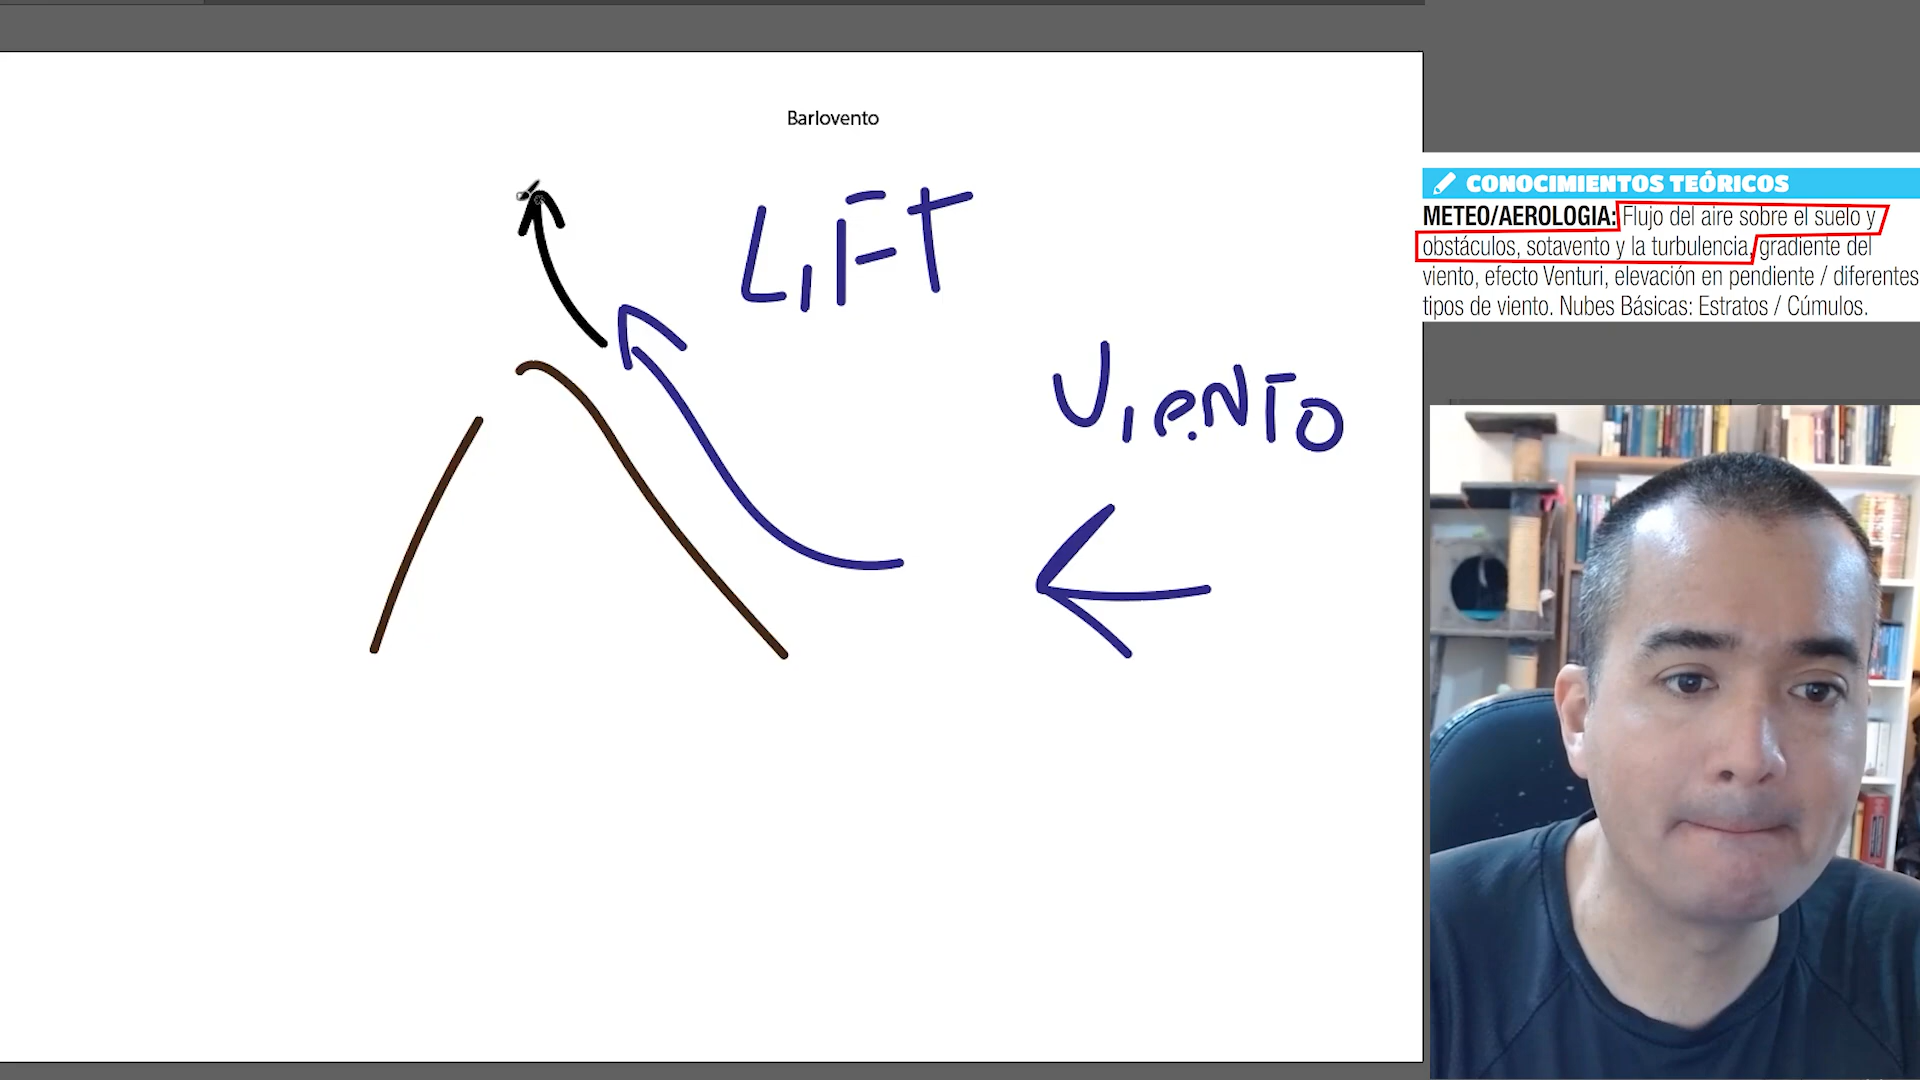 Barlovento
LIFT
VIENTO
CONOCIMIENTOS TEÓRICOS
METEO/AEROLOGIA: Flujo del aire sobre el suelo y
obstáculos, sotavento y la turbulencia, gradiente del
viento, efecto Venturi, elevación en pendiente / diferentes
tipos de viento. Nubes Básicas: Estratos / Cúmulos.